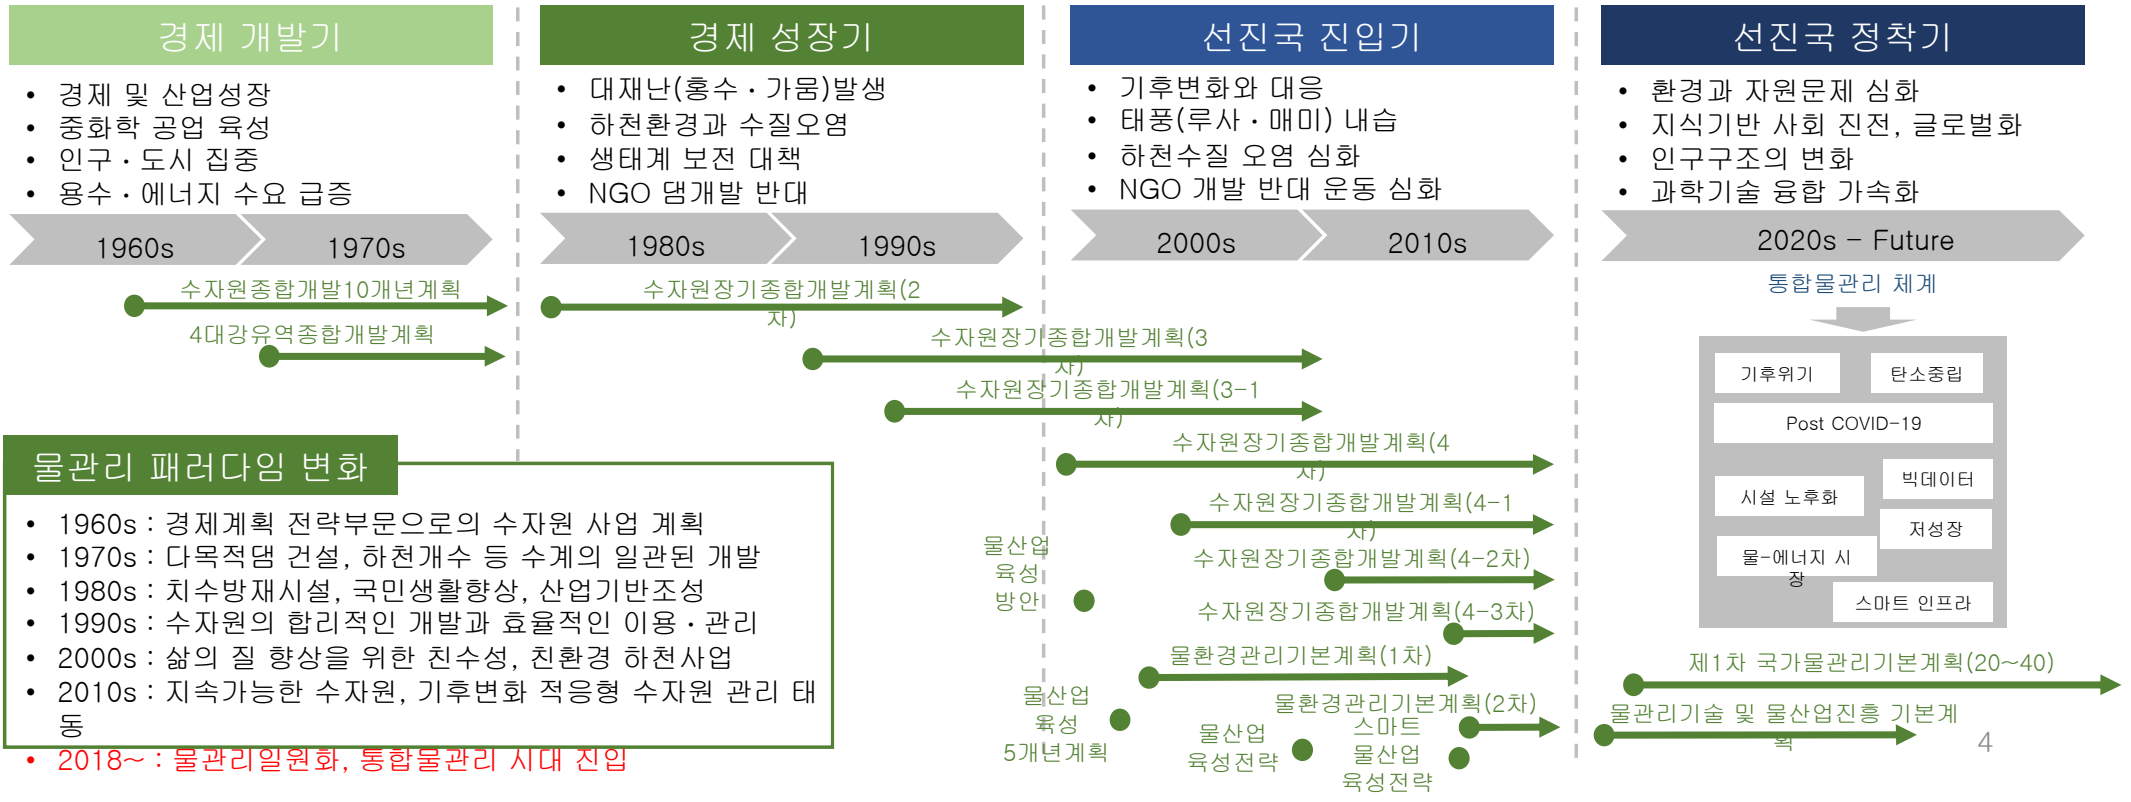 경제 개발기
• 경제 및 산업성장
• 중화학 공업 육성
• 인구·도시 집중
• 용수·에너지 수요 급증
경제 성장기
• 대재난(홍수·가뭄)발생
• 하천환경과 수질오염
• 생태계 보전 대책
• NGO 댐개발 반대
선진국 진입기
• 기후변화와 대응
• 태풍(루사·매미) 내습
• 하천수질 오염 심화
• NGO 개발 반대 운동 심화
선진국 정착기
• 환경과 자원문제 심화
• 지식기반 사회 진전, 글로벌화
• 인구구조의 변화
• 과학기술 융합 가속화
1960s
1970s
1980s
1990s
2000s
2010s
2020s – Future
수자원종합개발10개년계획
4대강유역종합개발계획
수자원장기종합개발계획(2
차)
수자원장기종합개발계획(3
차)
수자원장기종합개발계획(3-1
차)
수자원장기종합개발계획(4
차)
수자원장기종합개발계획(4-1
차)
수자원장기종합개발계획(4-2차)
수자원장기종합개발계획(4-3차)
물환경관리기본계획(1차)
물환경관리기본계획(2차)
물산업
육성
방안
물산업
육성
5개년계획
물산업
육성전략
스마트
물산업
육성전략
통합물관리 체계
기후위기
탄소중립
Post COVID-19
빅데이터
시설 노후화
저성장
물-에너지 시
장
스마트 인프라
제1차 국가물관리기본계획(20~40)
물관리기술 및 물산업진흥 기본계
획
물관리 패러다임 변화
• 1960s : 경제계획 전략부문으로의 수자원 사업 계획
• 1970s : 다목적댐 건설, 하천개수 등 수계의 일관된 개발
• 1980s : 치수방재시설, 국민생활향상, 산업기반조성
• 1990s : 수자원의 합리적인 개발과 효율적인 이용·관리
• 2000s : 삶의 질 향상을 위한 친수성, 친환경 하천사업
• 2010s : 지속가능한 수자원, 기후변화 적응형 수자원 관리 태
동
• 2018~ : 물관리일원화, 통합물관리 시대 진입
4